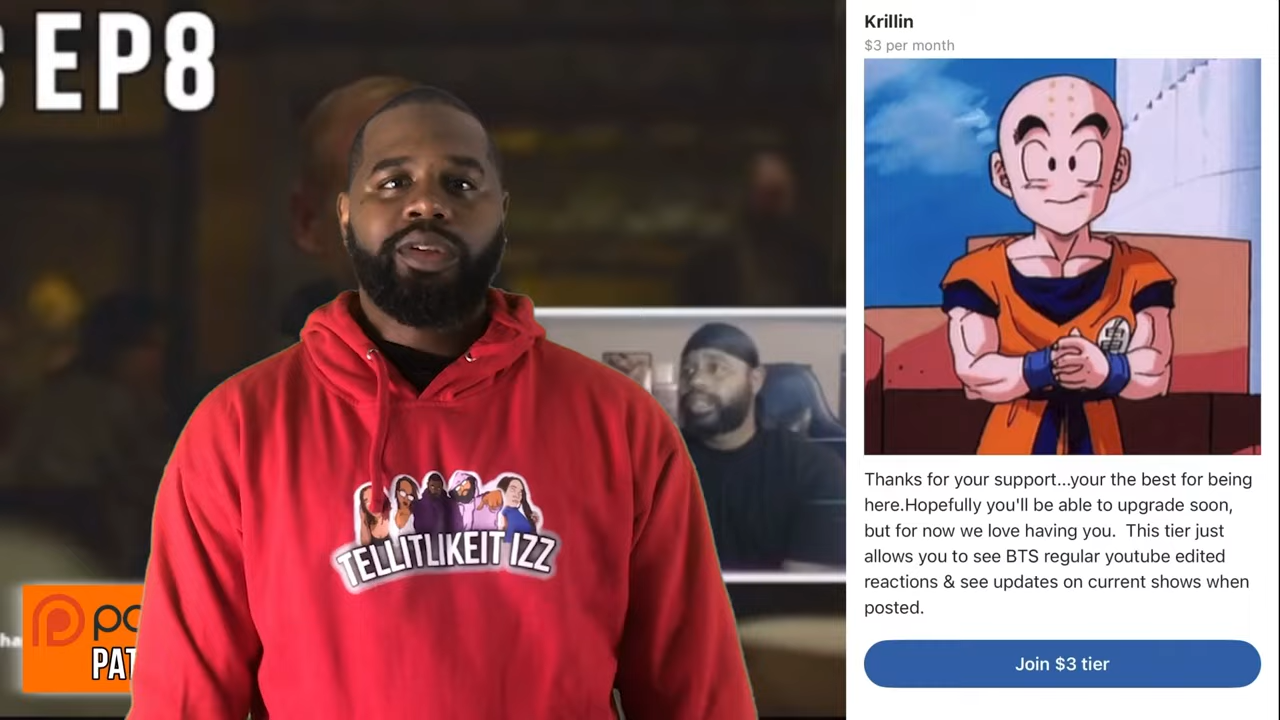 EP8
TELLITLIKEIT IZZ
Krillin
$3 per month
Thanks for your support...your the best for being
here.Hopefully you'll be able to upgrade soon,
but for now we love having you.  This tier just
allows you to see BTS regular youtube edited
reactions & see updates on current shows when
posted.
Join $3 tier